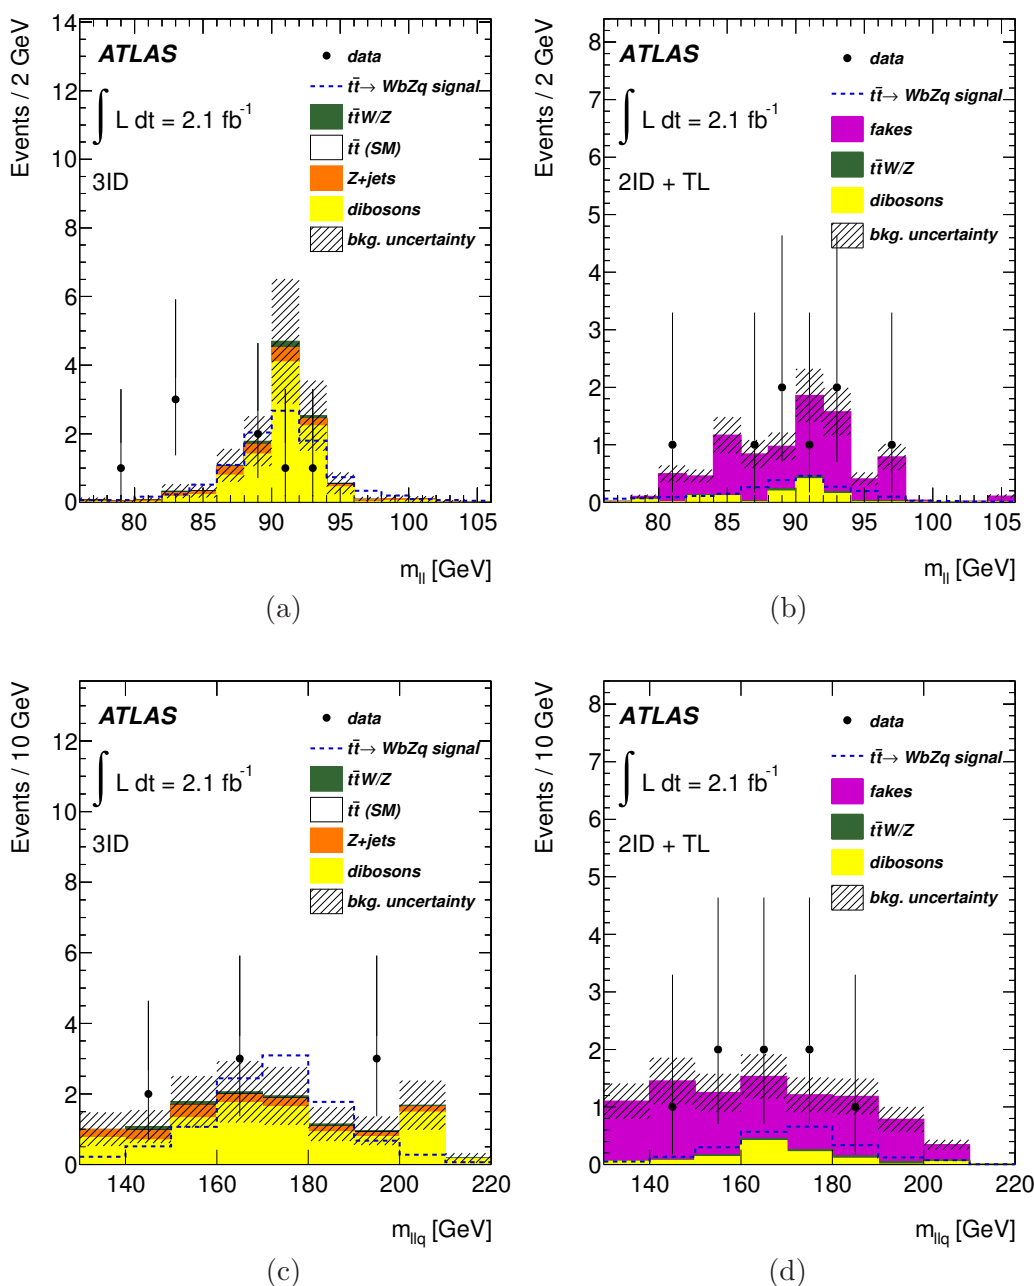 Events / 2 GeV
14
12
10
8
6
4
2
0
ATLAS
∫ L dt = 2.1 fb⁻¹
3ID
data
tt̄→ WbZq signal
tt̄W/Z
tt̄ (SM)
Z+jets
dibosons
bkg. uncertainty
80 85 90 95 100 105
m_ll [GeV]
(a)
Events / 2 GeV
8
7
6
5
4
3
2
1
0
ATLAS
∫ L dt = 2.1 fb⁻¹
2ID + TL
data
tt̄→ WbZq signal
fakes
tt̄W/Z
dibosons
bkg. uncertainty
80 85 90 95 100 105
m_ll [GeV]
(b)
Events / 10 GeV
12
10
8
6
4
2
0
ATLAS
∫ L dt = 2.1 fb⁻¹
3ID
data
tt̄→ WbZq signal
tt̄W/Z
tt̄ (SM)
Z+jets
dibosons
bkg. uncertainty
140 160 180 200 220
m_llq [GeV]
(c)
Events / 10 GeV
8
7
6
5
4
3
2
1
0
ATLAS
∫ L dt = 2.1 fb⁻¹
2ID + TL
data
tt̄→ WbZq signal
fakes
tt̄W/Z
dibosons
bkg. uncertainty
140 160 180 200 220
m_llq [GeV]
(d)